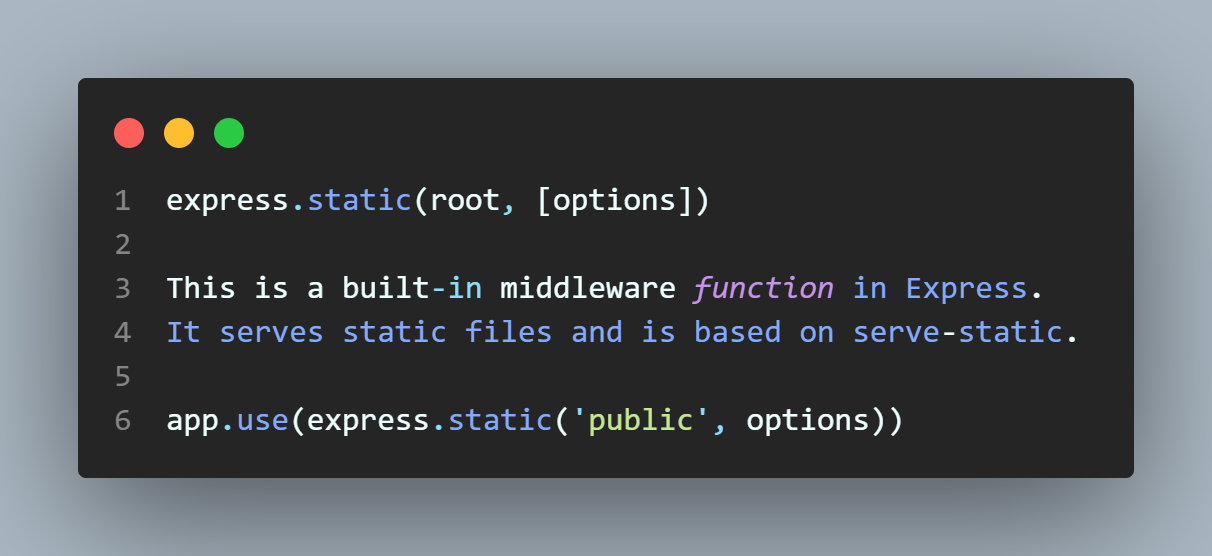 1 express.static(root, [options])
2
3 This is a built-in middleware function in Express.
4 It serves static files and is based on serve-static.
5
6 app.use(express.static('public', options))